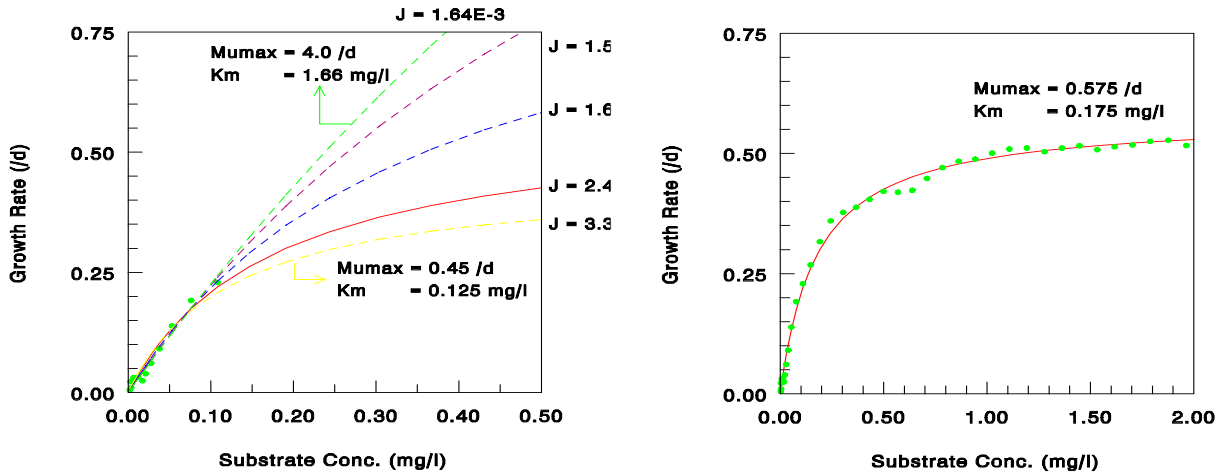 J = 1.64E-3
0.75
Mumax = 4.0 /d
Km = 1.66 mg/l
J = 1.5
J = 1.6
0.50
Growth Rate (/d)
J = 2.4
J = 3.3
0.25
Mumax = 0.45 /d
Km = 0.125 mg/l
0.00
0.00 0.10 0.20 0.30 0.40 0.50
Substrate Conc. (mg/l)
0.75
Mumax = 0.575 /d
Km = 0.175 mg/l
0.50
Growth Rate (/d)
0.25
0.00
0.00 0.50 1.00 1.50 2.00
Substrate Conc. (mg/l)